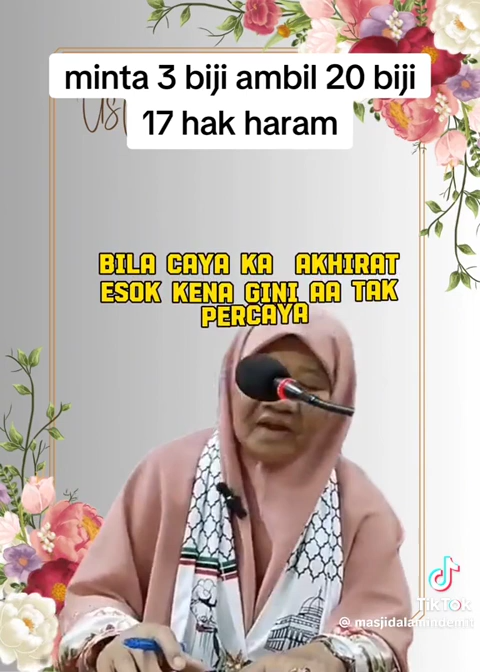 minta 3 biji ambil 20 biji
17 hak haram
BILA CAYA KA AKHIRAT
ESOK KENA GINI AA TAK
PERCAYA
TikTok
@ masjidalamindemit